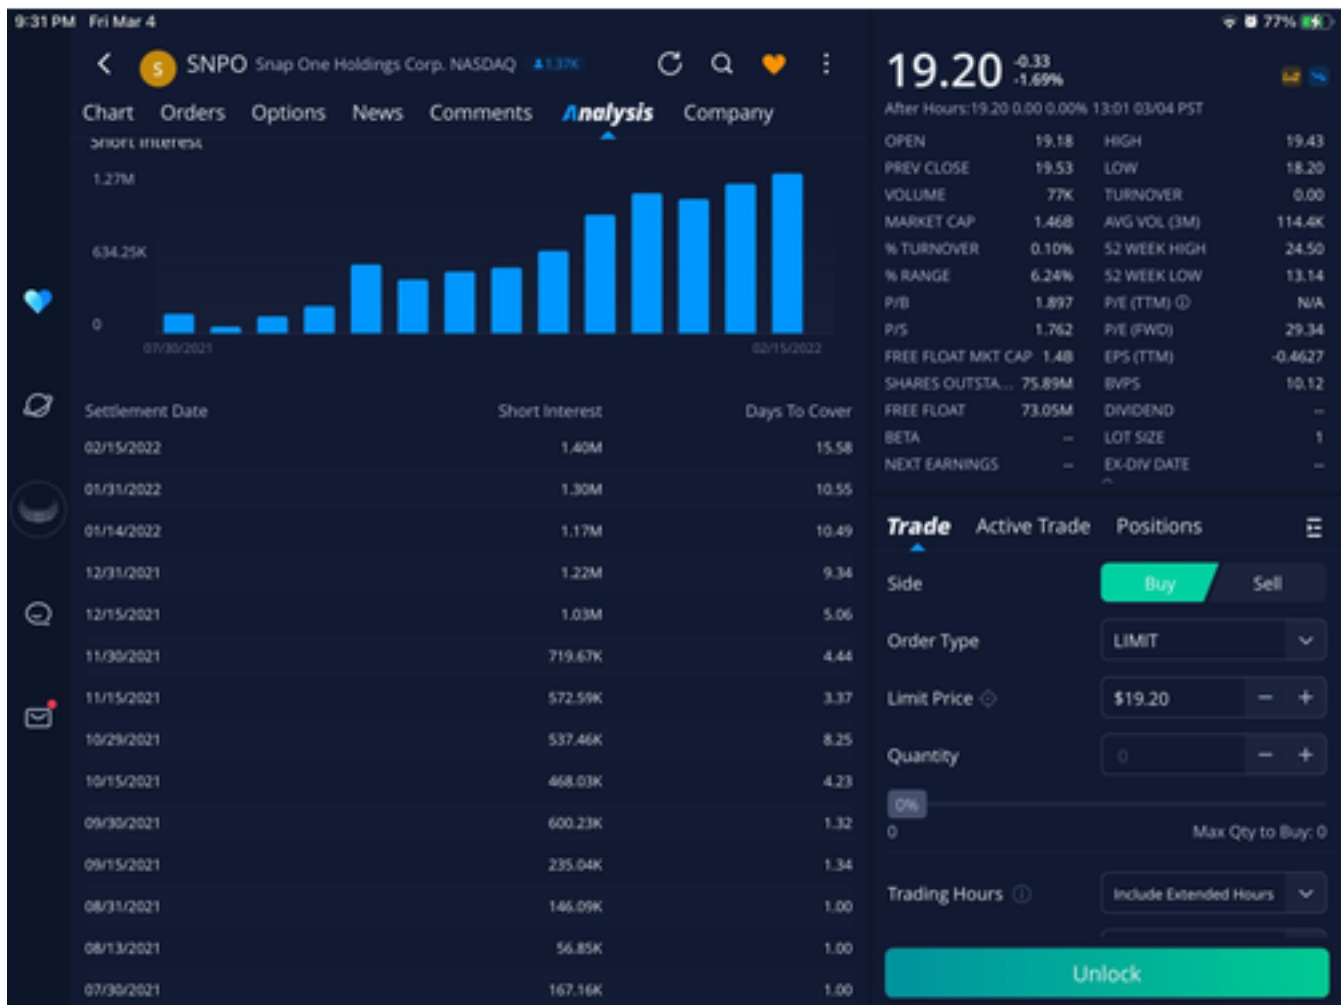 9:31 PM Fri Mar 4
77%
S SNPO Snap One Holdings Corp. NASDAQ 1.37K
Chart Orders Options News Comments Analysis Company
Short Interest
1.27M
634.25K
0
07/30/2021 02/15/2022
Settlement Date Short Interest Days To Cover
02/15/2022 1.40M 15.58
01/31/2022 1.30M 10.55
01/14/2022 1.17M 10.49
12/31/2021 1.22M 9.34
12/15/2021 1.03M 5.06
11/30/2021 719.67K 4.44
11/15/2021 572.59K 3.37
10/29/2021 537.46K 8.25
10/15/2021 468.03K 4.23
09/30/2021 600.23K 1.32
09/15/2021 235.04K 1.34
08/31/2021 146.09K 1.00
08/13/2021 56.85K 1.00
07/30/2021 167.16K 1.00
19.20 -0.33
-1.69%
After Hours:19.20 0.00 0.00% 13:01 03/04 PST
OPEN 19.18 HIGH 19.43
PREV CLOSE 19.53 LOW 18.20
VOLUME 77K TURNOVER 0.00
MARKET CAP 1.46B AVG VOL (3M) 114.4K
% TURNOVER 0.10% 52 WEEK HIGH 24.50
% RANGE 6.24% 52 WEEK LOW 13.14
P/B 1.897 P/E (TTM) N/A
P/S 1.762 P/E (FWD) 29.34
FREE FLOAT MKT CAP 1.4B EPS (TTM) -0.4627
SHARES OUTSTA... 75.89M BVPS 10.12
FREE FLOAT 73.05M DIVIDEND --
BETA -- LOT SIZE 1
NEXT EARNINGS -- EX-DIV DATE --
Trade Active Trade Positions
Side Buy Sell
Order Type LIMIT
Limit Price $19.20 - +
Quantity 0 - +
0%
0 Max Qty to Buy: 0
Trading Hours Include Extended Hours
Unlock